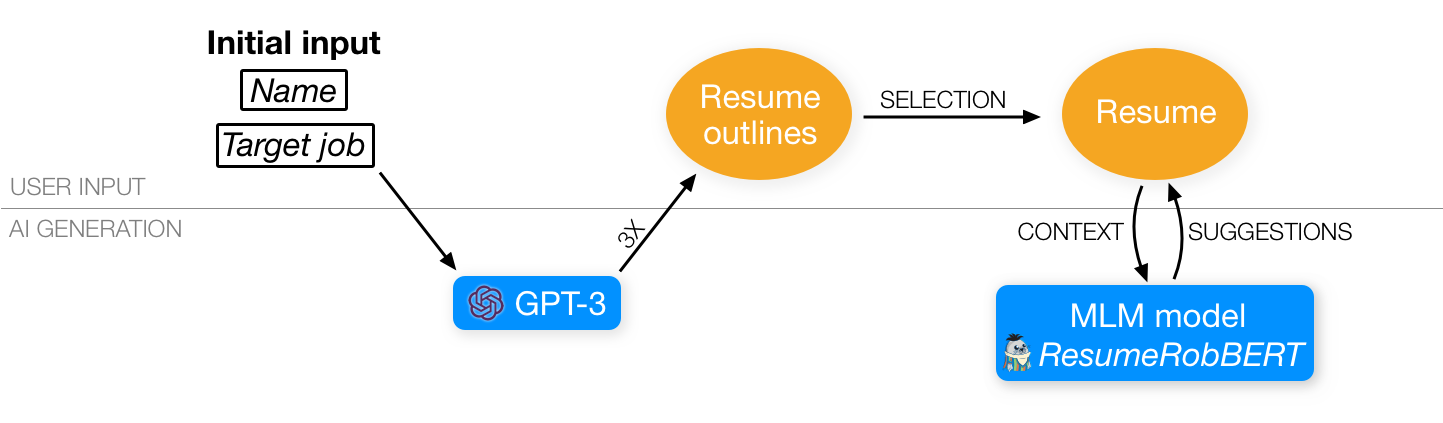 Initial input
Name
Target job
USER INPUT
AI GENERATION
GPT-3
3X
Resume
outlines
SELECTION
Resume
CONTEXT
SUGGESTIONS
MLM model
ResumeRobBERT